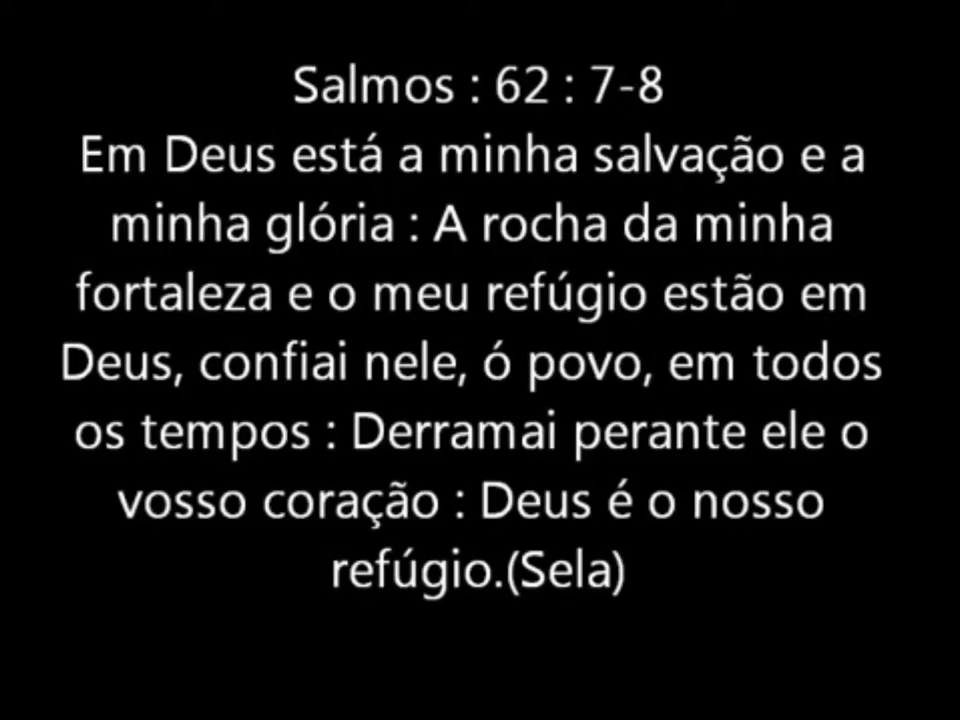 Salmos : 62 : 7-8
Em Deus está a minha salvação e a
minha glória : A rocha da minha
fortaleza e o meu refúgio estão em
Deus, confiai nele, ó povo, em todos
os tempos : Derramai perante ele o
vosso coração : Deus é o nosso
refúgio.(Sela)